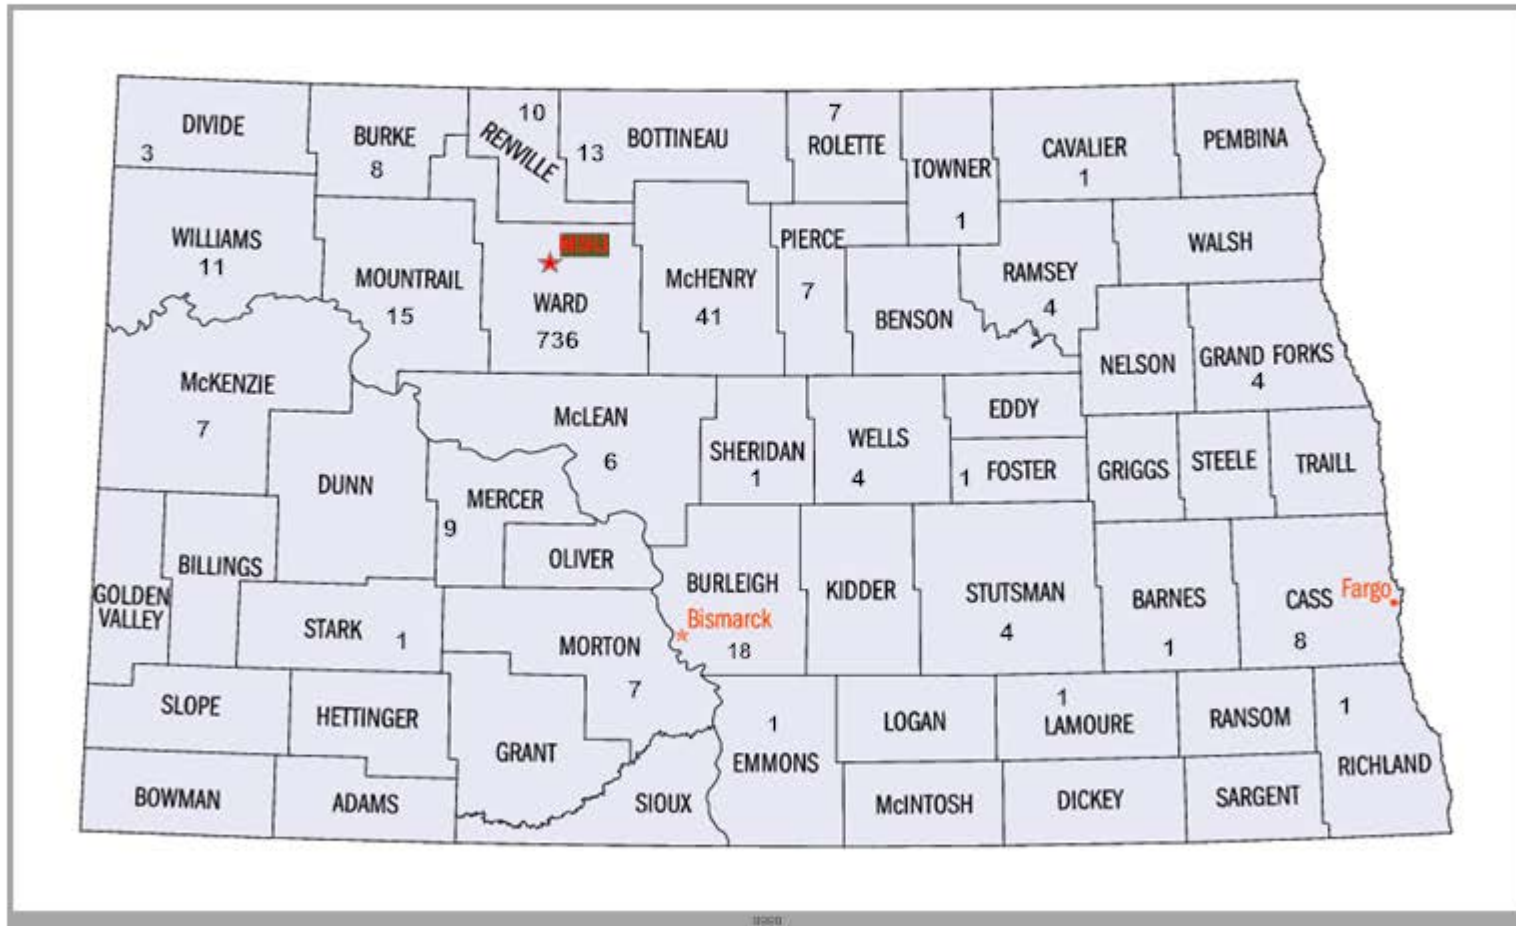 DIVIDE
3
BURKE
8
10
RENVILLE
BOTTINEAU
13
7
ROLETTE
TOWNER
1
CAVALIER
1
PEMBINA
WILLIAMS
11
MOUNTRAIL
15
WARD
736
McHENRY
41
PIERCE
7
BENSON
RAMSEY
4
WALSH
NELSON
GRAND FORKS
4
McKENZIE
7
DUNN
McLEAN
6
SHERIDAN
1
WELLS
4
EDDY
1
FOSTER
GRIGGS
STEELE
TRAILL
MERCER
9
OLIVER
GOLDEN
VALLEY
BILLINGS
STARK
1
MORTON
7
BURLEIGH
Bismarck
18
KIDDER
STUTSMAN
4
BARNES
1
CASS
8
Fargo
SLOPE
HETTINGER
GRANT
1
EMMONS
LOGAN
1
LAMOURE
RANSOM
1
RICHLAND
BOWMAN
ADAMS
SIOUX
McINTOSH
DICKEY
SARGENT